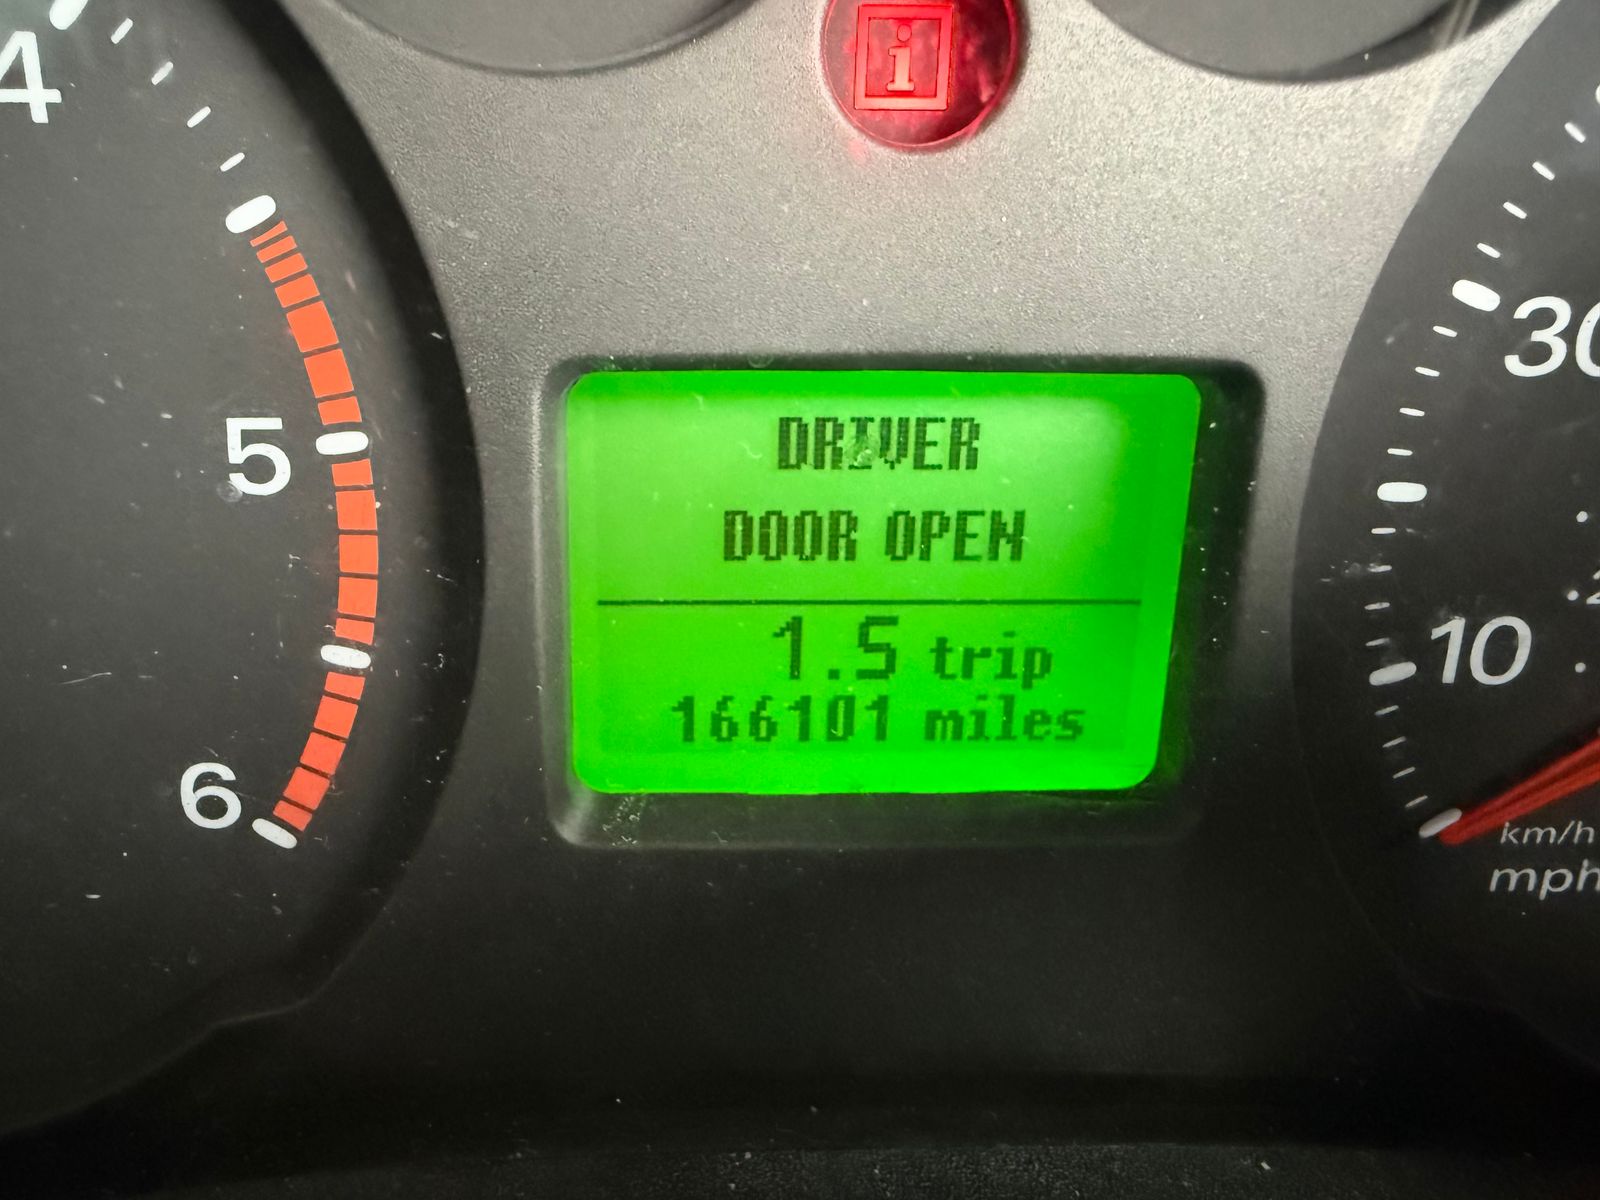 4
i
5
6
DRIVER
DOOR OPEN
1.5 trip
166101 miles
30
10
km/h
mph